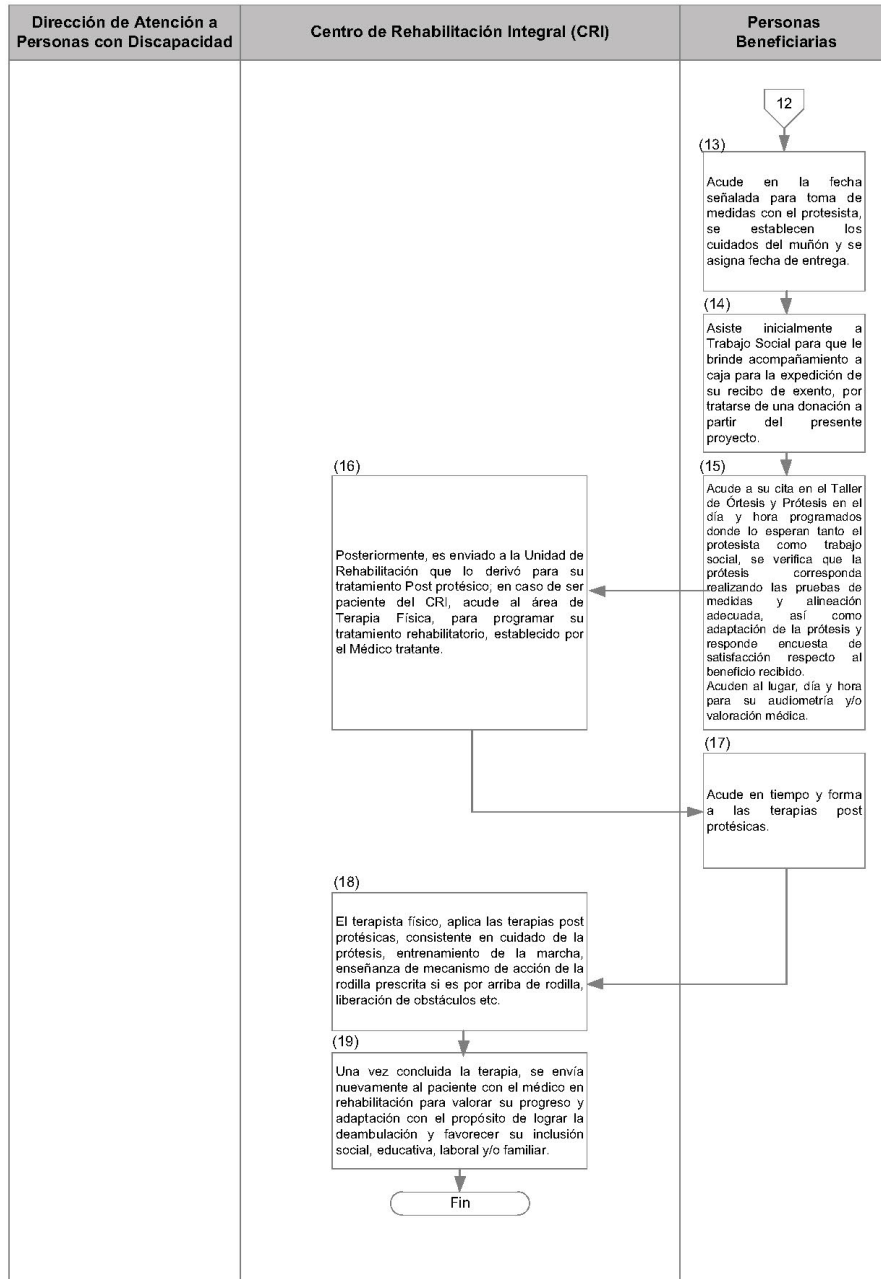 Dirección de Atención a
Personas con Discapacidad
Centro de Rehabilitación Integral (CRI)
Personas
Beneficiarias
12
(13)
Acude en la fecha
señalada para toma de
medidas con el protesista,
se establecen los
cuidados del muñón y se
asigna fecha de entrega.
(14)
Asiste inicialmente a
Trabajo Social para que le
brinde acompañamiento a
caja para la expedición de
su recibo de exento, por
tratarse de una donación a
partir del presente
proyecto.
(15)
Acude a su cita en el Taller
de Órtesis y Prótesis en el
día y hora programados
donde lo esperan tanto el
protesista como trabajo
social, se verifica que la
prótesis corresponda
realizando las pruebas de
medidas y alineación
adecuada, así como
adaptación de la prótesis y
responde encuesta de
satisfacción respecto al
beneficio recibido.
Acuden al lugar, día y hora
para su audiometría y/o
valoración médica.
(16)
Posteriormente, es enviado a la Unidad de
Rehabilitación que lo derivó para su
tratamiento Post protésico; en caso de ser
paciente del CRI, acude al área de
Terapia Física, para programar su
tratamiento rehabilitatorio, establecido por
el Médico tratante.
(17)
Acude en tiempo y forma
a las terapias post
protésicas.
(18)
El terapista físico, aplica las terapias post
protésicas, consistente en cuidado de la
prótesis, entrenamiento de la marcha,
enseñanza de mecanismo de acción de la
rodilla prescrita si es por arriba de rodilla,
liberación de obstáculos etc.
(19)
Una vez concluida la terapia, se envía
nuevamente al paciente con el médico en
rehabilitación para valorar su progreso y
adaptación con el propósito de lograr la
deambulación y favorecer su inclusión
social, educativa, laboral y/o familiar.
Fin